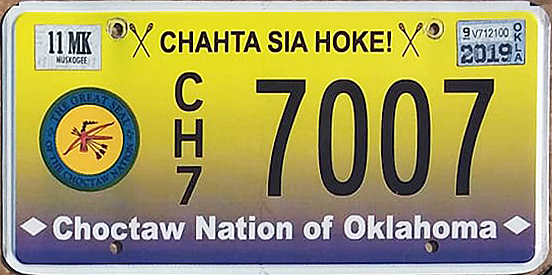 11 MK
MUSKOGEE
CHAHTA SIA HOKE!
9 V712100
2019
OKLA
THE GREAT SEAL
OF THE CHOCTAW NATION
CH7
7007
Choctaw Nation of Oklahoma